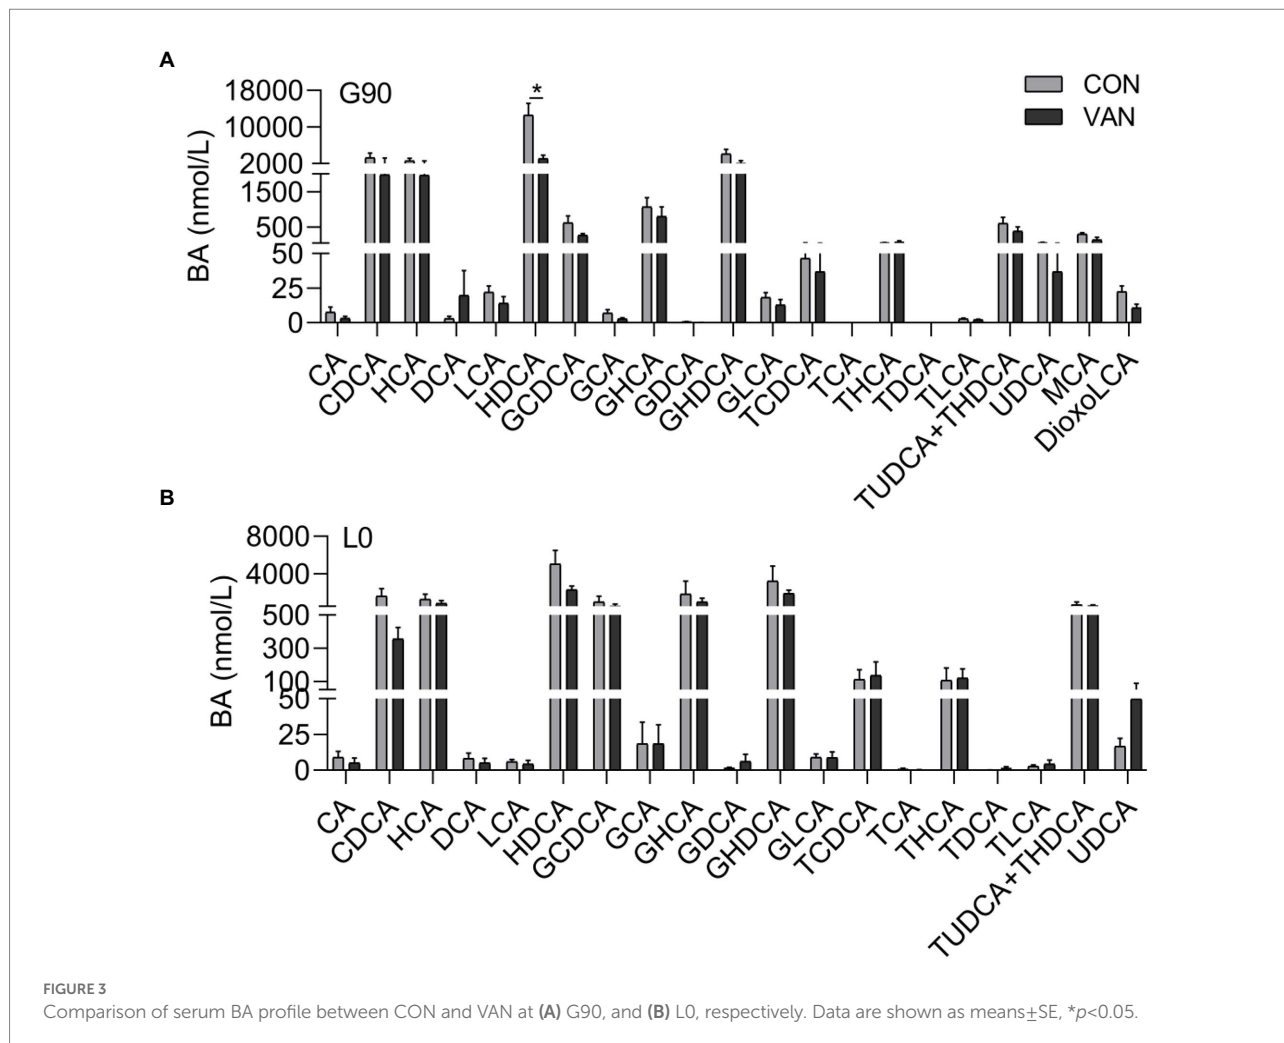 A
G90
CON
VAN
BA (nmol/L)
18000
10000
2000
1500
500
50
25
0
*
CA
CDCA
HCA
DCA
LCA
HDCA
GCDCA
GCA
GHCA
GDCA
GHDCA
GLCA
TCDCA
TCA
THCA
TDCA
TLCA
TUDCA+THDCA
UDCA
MCA
DioxoLCA
B
L0
BA (nmol/L)
8000
4000
500
300
100
50
25
0
CA
CDCA
HCA
DCA
LCA
HDCA
GCDCA
GCA
GHCA
GDCA
GHDCA
GLCA
TCDCA
TCA
THCA
TDCA
TLCA
TUDCA+THDCA
UDCA
FIGURE 3
Comparison of serum BA profile between CON and VAN at (A) G90, and (B) L0, respectively. Data are shown as means±SE, *p<0.05.